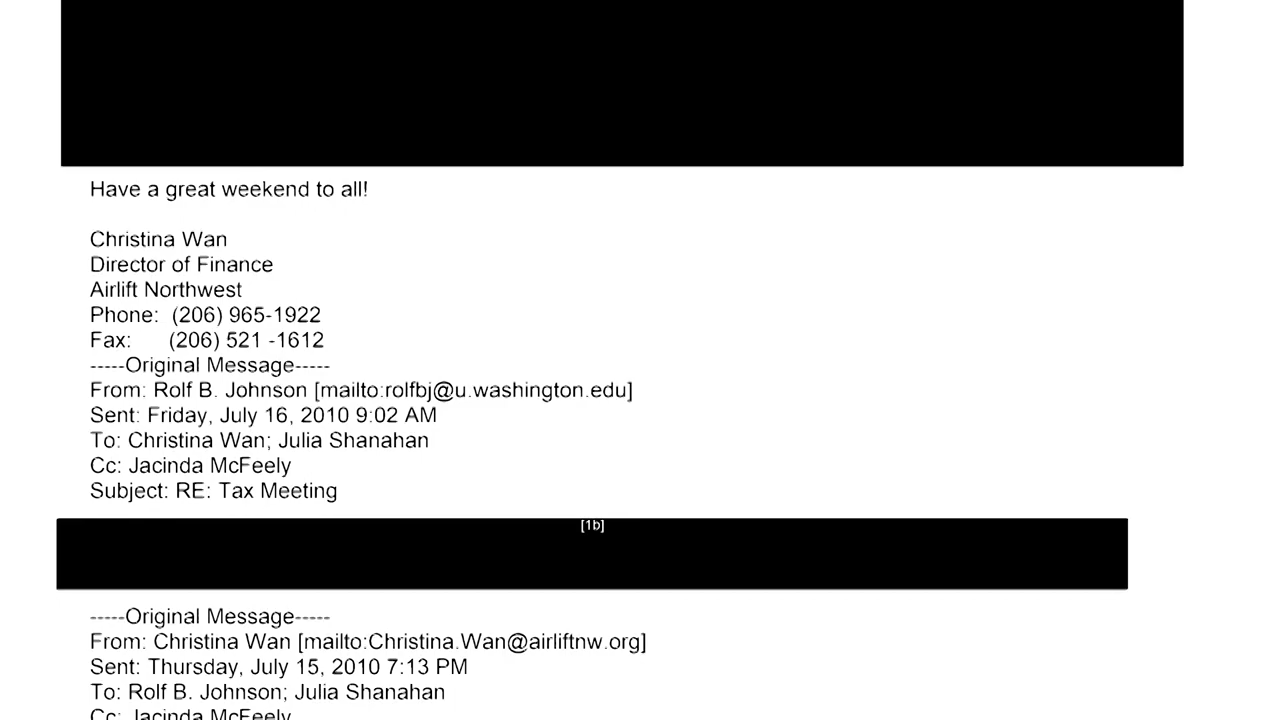 Have a great weekend to all!
Christina Wan
Director of Finance
Airlift Northwest
Phone:  (206) 965-1922
Fax:      (206) 521 -1612
-----Original Message-----
From: Rolf B. Johnson [mailto:rolfbj@u.washington.edu]
Sent: Friday, July 16, 2010 9:02 AM
To: Christina Wan; Julia Shanahan
Cc: Jacinda McFeely
Subject: RE: Tax Meeting
[1b]
-----Original Message-----
From: Christina Wan [mailto:Christina.Wan@airliftnw.org]
Sent: Thursday, July 15, 2010 7:13 PM
To: Rolf B. Johnson; Julia Shanahan
Cc: Jacinda McFeely